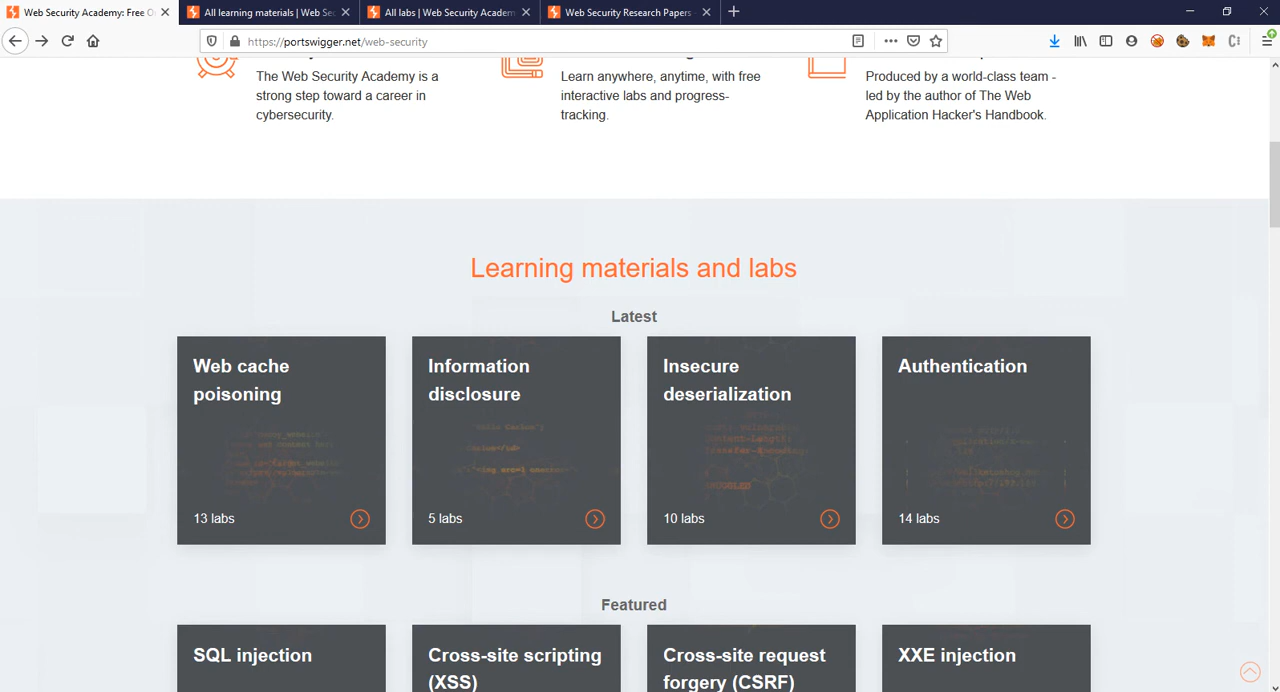 Web Security Academy: Free O
All learning materials | Web Sec
All labs | Web Security Academ
Web Security Research Papers
https://portswigger.net/web-security
The Web Security Academy is a
strong step toward a career in
cybersecurity.
Learn anywhere, anytime, with free
interactive labs and progress-
tracking.
Produced by a world-class team -
led by the author of The Web
Application Hacker's Handbook.
Learning materials and labs
Latest
Web cache
poisoning
13 labs
Information
disclosure
5 labs
Insecure
deserialization
10 labs
Authentication
14 labs
Featured
SQL injection
Cross-site scripting
(XSS)
Cross-site request
forgery (CSRF)
XXE injection